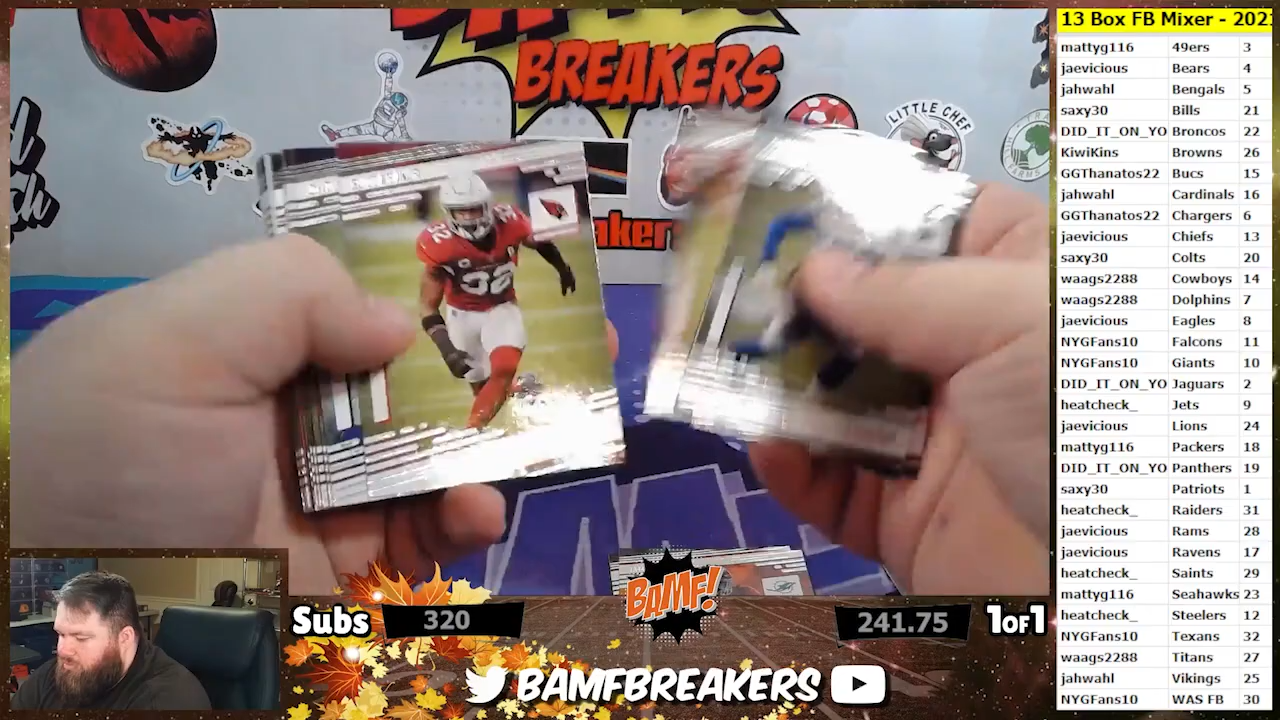 BREAKERS
LITTLE CHEF
32
13 Box FB Mixer - 2021
mattyg116 49ers 3
jaevicious Bears 4
jahwahl Bengals 5
saxy30 Bills 21
DID_IT_ON_YO Broncos 22
KiwiKins Browns 26
GGThanatos22 Bucs 15
jahwahl Cardinals 16
GGThanatos22 Chargers 6
jaevicious Chiefs 13
saxy30 Colts 20
waags2288 Cowboys 14
waags2288 Dolphins 7
jaevicious Eagles 8
NYGFans10 Falcons 11
NYGFans10 Giants 10
DID_IT_ON_YO Jaguars 2
heatcheck_ Jets 9
jaevicious Lions 24
mattyg116 Packers 18
DID_IT_ON_YO Panthers 19
saxy30 Patriots 1
heatcheck_ Raiders 31
jaevicious Rams 28
jaevicious Ravens 17
heatcheck_ Saints 29
mattyg116 Seahawks 23
heatcheck_ Steelers 12
NYGFans10 Texans 32
waags2288 Titans 27
jahwahl Vikings 25
NYGFans10 WAS FB 30
BAMF!
Subs 320
241.75 1OF1
BAMFBREAKERS